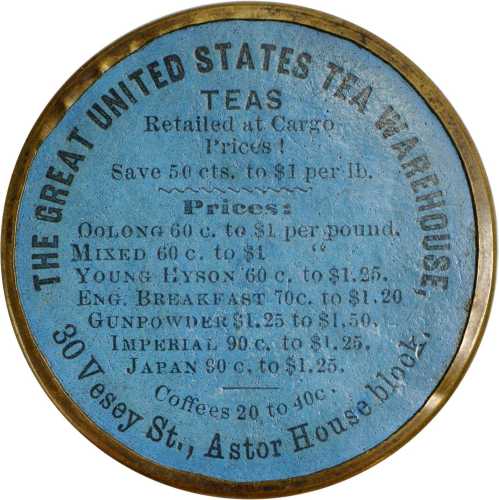 THE GREAT UNITED STATES TEA WAREHOUSE,
TEAS
Retailed at Cargo
Prices!
Save 50 cts. to $1 per lb.
Prices:
OOLONG 60 c. to $1 per pound.
MIXED 60 c. to $1 "
YOUNG HYSON 60 c. to $1.25.
ENG. BREAKFAST 70c. to $1.20
GUNPOWDER $1.25 to $1.50.
IMPERIAL 90 c. to $1.25.
JAPAN 90 c. to $1.25.
Coffees 20 to 40c.
30 Vesey St., Astor House block.